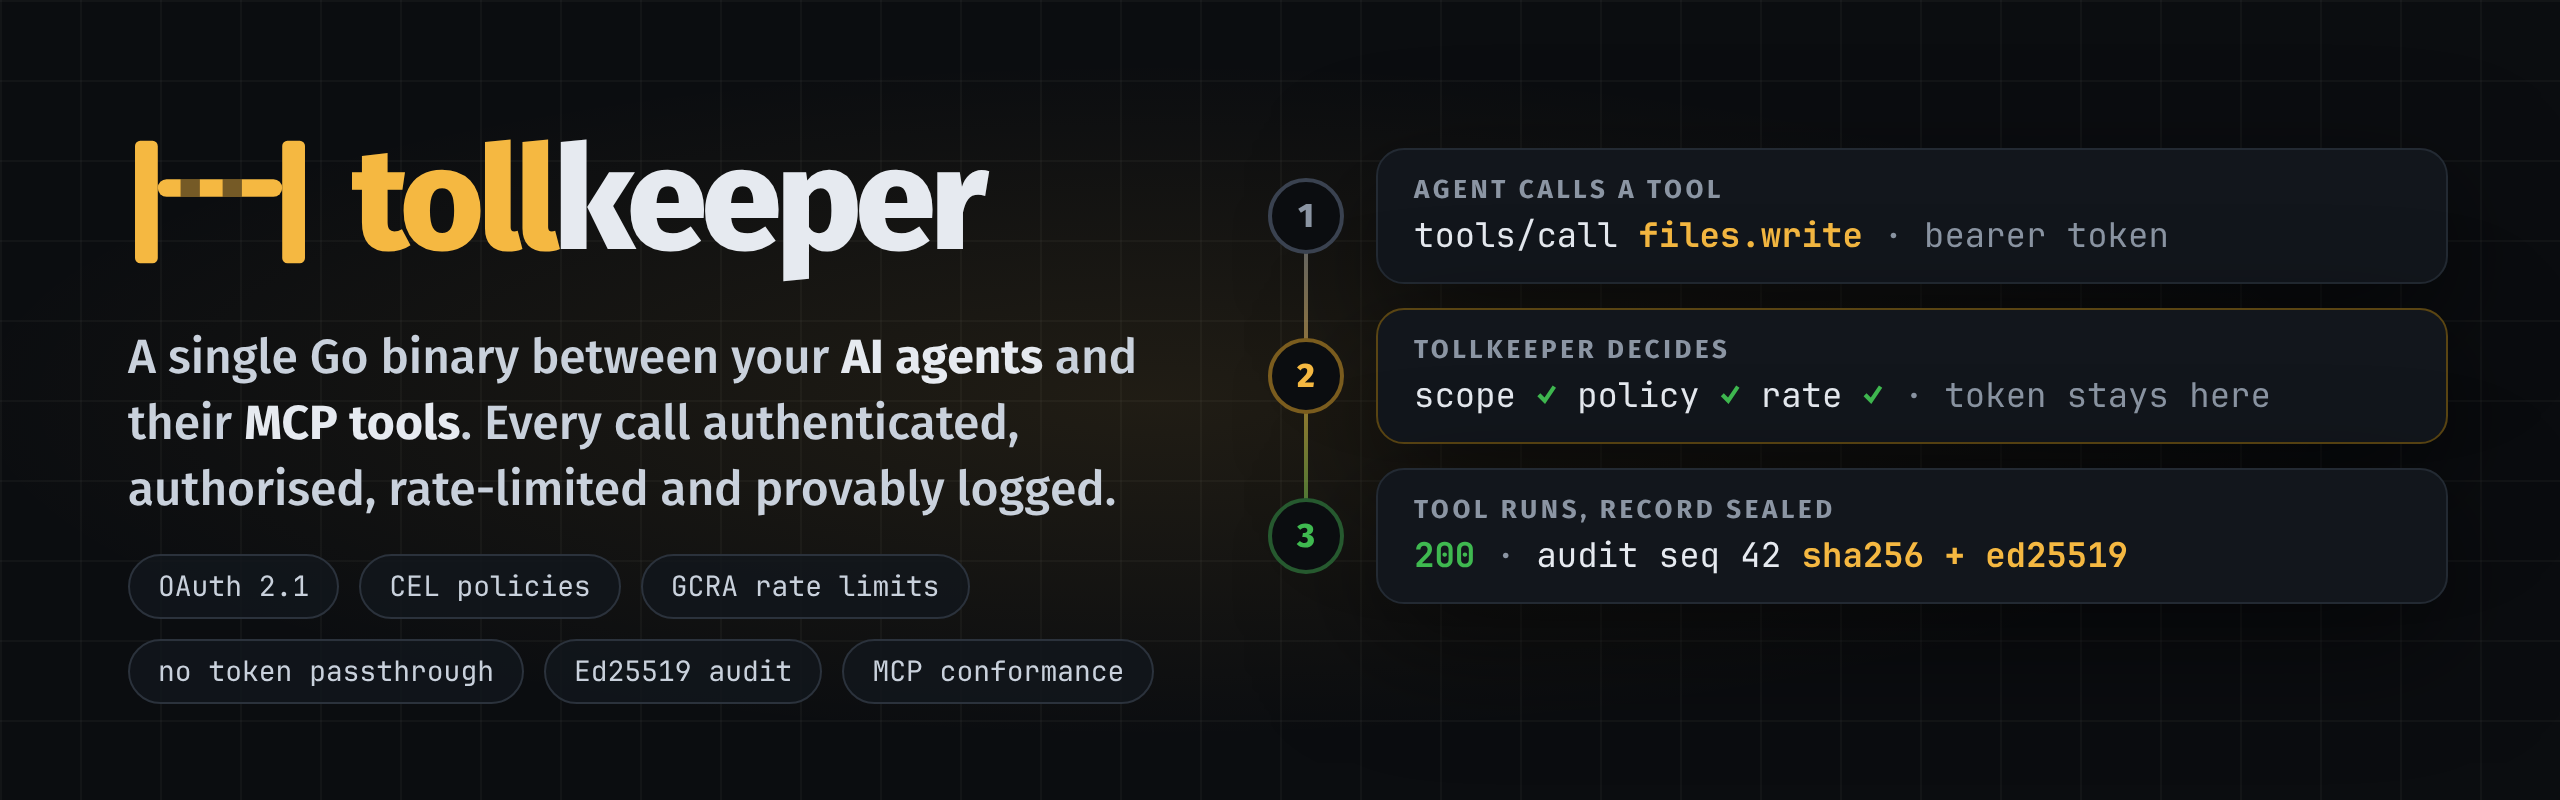 tollkeeper
A single Go binary between your AI agents and
their MCP tools. Every call authenticated,
authorised, rate-limited and provably logged.
OAuth 2.1
CEL policies
GCRA rate limits
no token passthrough
Ed25519 audit
MCP conformance
1
AGENT CALLS A TOOL
tools/call files.write · bearer token
2
TOLLKEEPER DECIDES
scope ✓ policy ✓ rate ✓ · token stays here
3
TOOL RUNS, RECORD SEALED
200 · audit seq 42 sha256 + ed25519